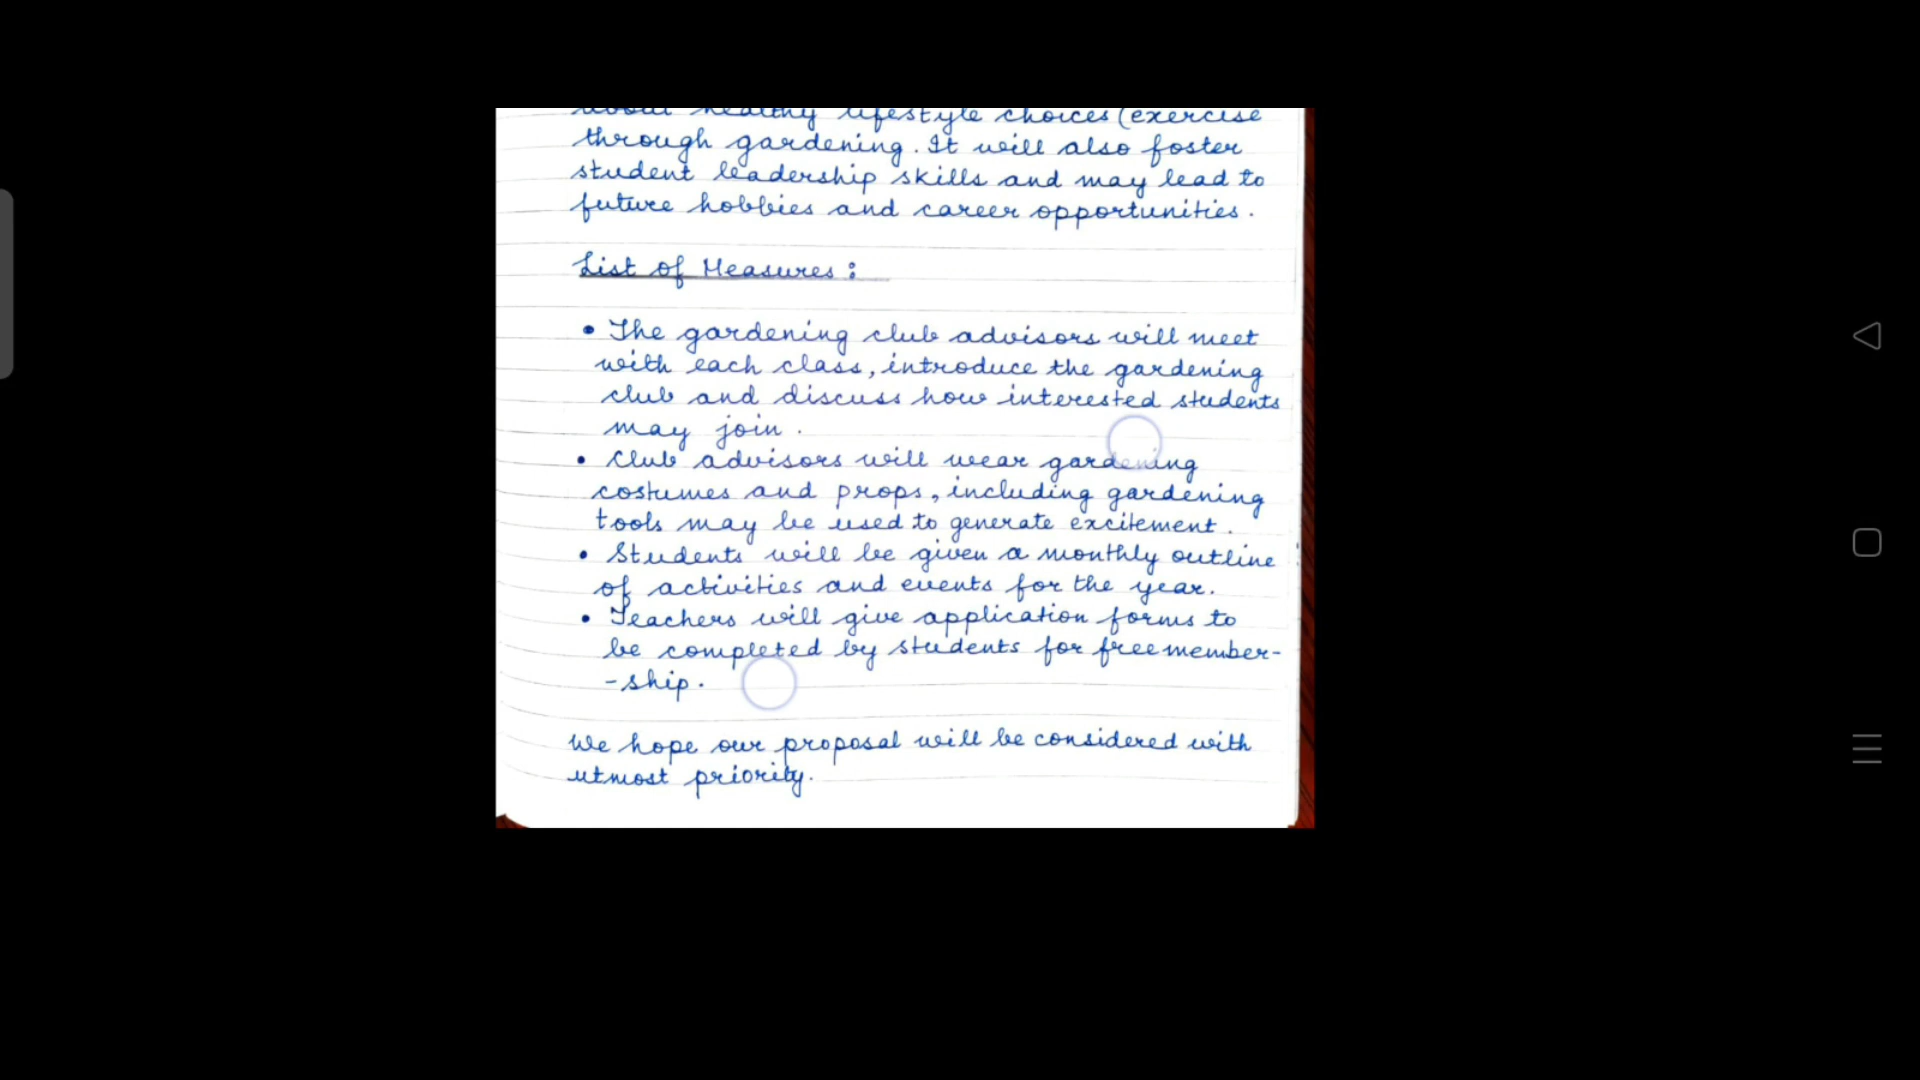 about healthy lifestyle choices (exercise
through gardening. It will also foster
student leadership skills and may lead to
future hobbies and career opportunities.
List of Measures :
• The gardening club advisors will meet
with each class, introduce the gardening
club and discuss how interested students
may join.
• Club advisors will wear gardening
costumes and props, including gardening
tools may be used to generate excitement.
• Students will be given a monthly outline
of activities and events for the year.
• Teachers will give application forms to
be completed by students for free member-
-ship.
We hope our proposal will be considered with
utmost priority.